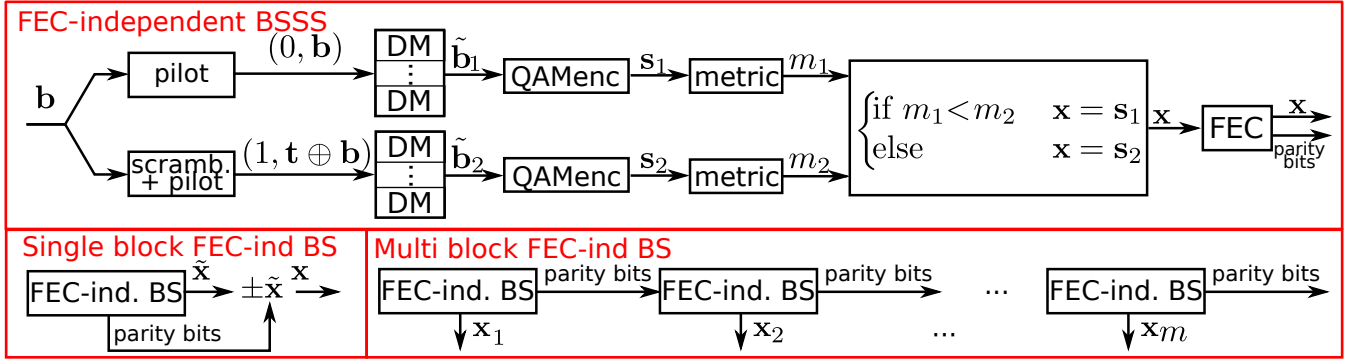 FEC-independent BSSS
b
pilot
(0, b)
DM
⋮
DM
b̃₁
QAMenc
s₁
metric
m₁
scramb.
+ pilot
(1, t ⊕ b)
DM
⋮
DM
b̃₂
QAMenc
s₂
metric
m₂
if m₁<m₂ x = s₁
else x = s₂
x
FEC
x
parity
bits
Single block FEC-ind BS
FEC-ind. BS
x̃
±x̃
x
parity bits
Multi block FEC-ind BS
FEC-ind. BS
parity bits
FEC-ind. BS
parity bits
...
FEC-ind. BS
parity bits
x₁
x₂
...
xₘ